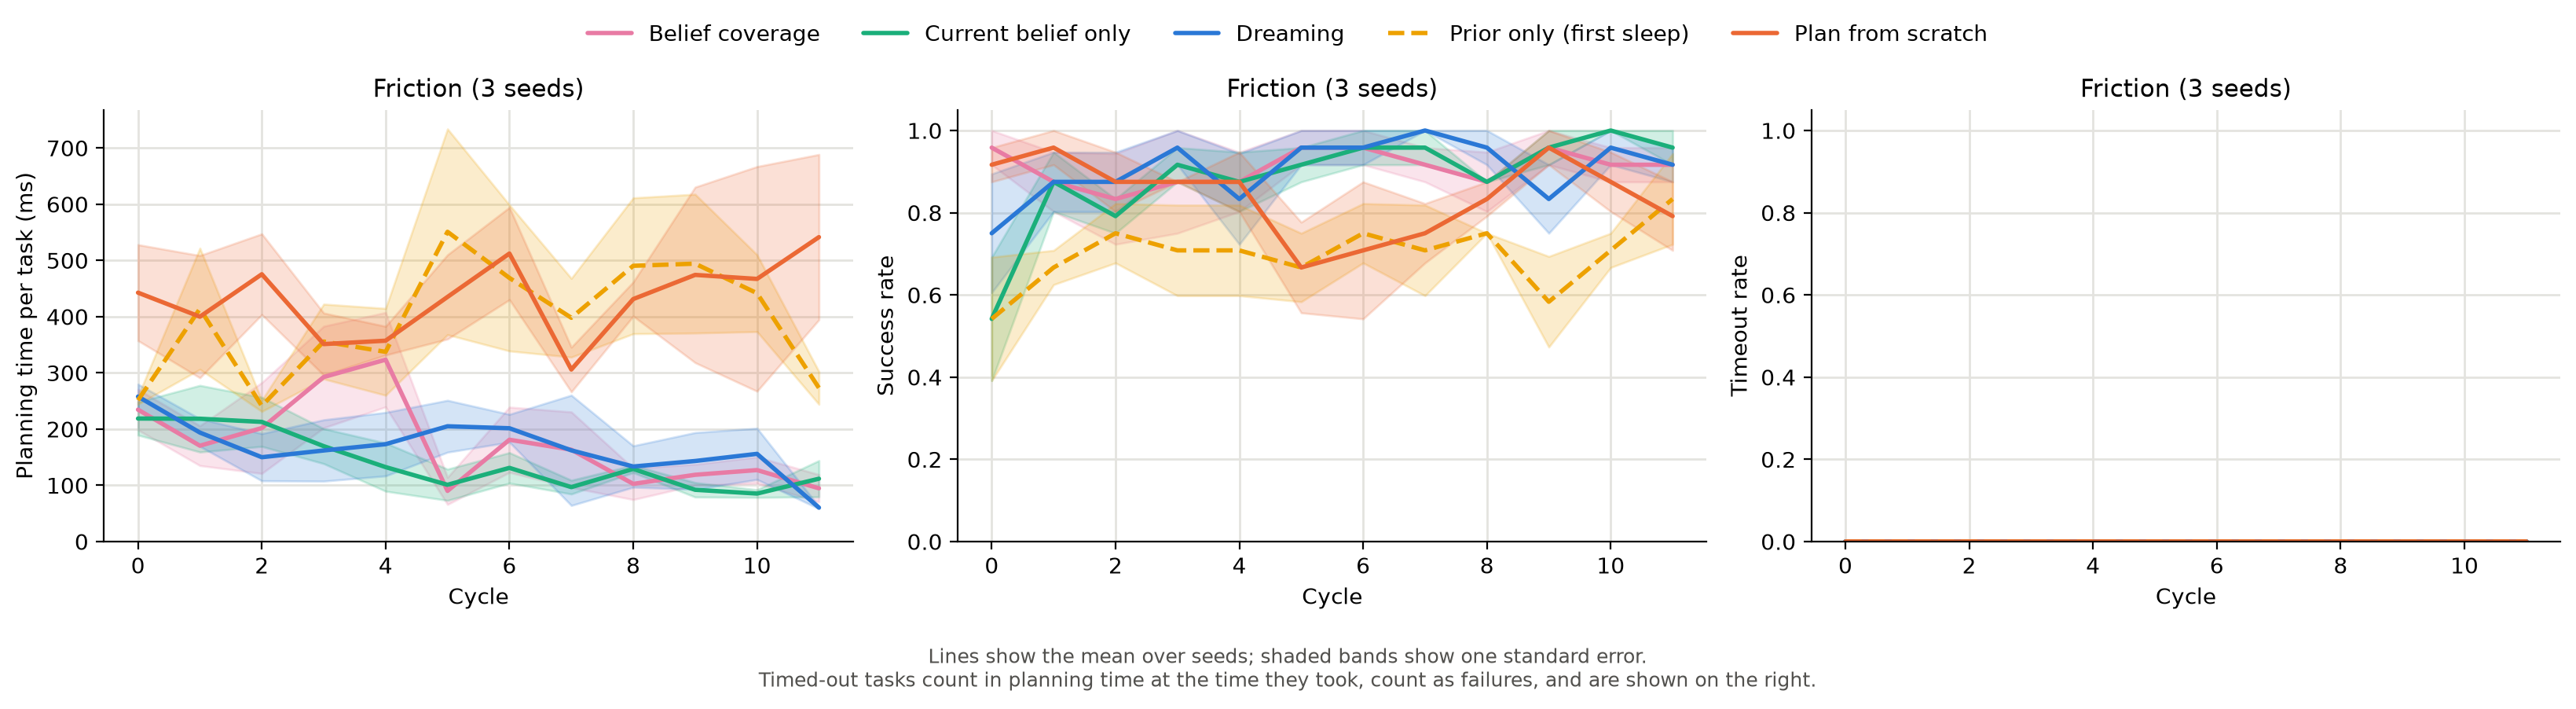 Belief coverage
Current belief only
Dreaming
Prior only (first sleep)
Plan from scratch
Friction (3 seeds)
Planning time per task (ms)
700
600
500
400
300
200
100
0
0 2 4 6 8 10
Cycle
Friction (3 seeds)
Success rate
1.0
0.8
0.6
0.4
0.2
0.0
0 2 4 6 8 10
Cycle
Friction (3 seeds)
Timeout rate
1.0
0.8
0.6
0.4
0.2
0.0
0 2 4 6 8 10
Cycle
Lines show the mean over seeds; shaded bands show one standard error.
Timed-out tasks count in planning time at the time they took, count as failures, and are shown on the right.